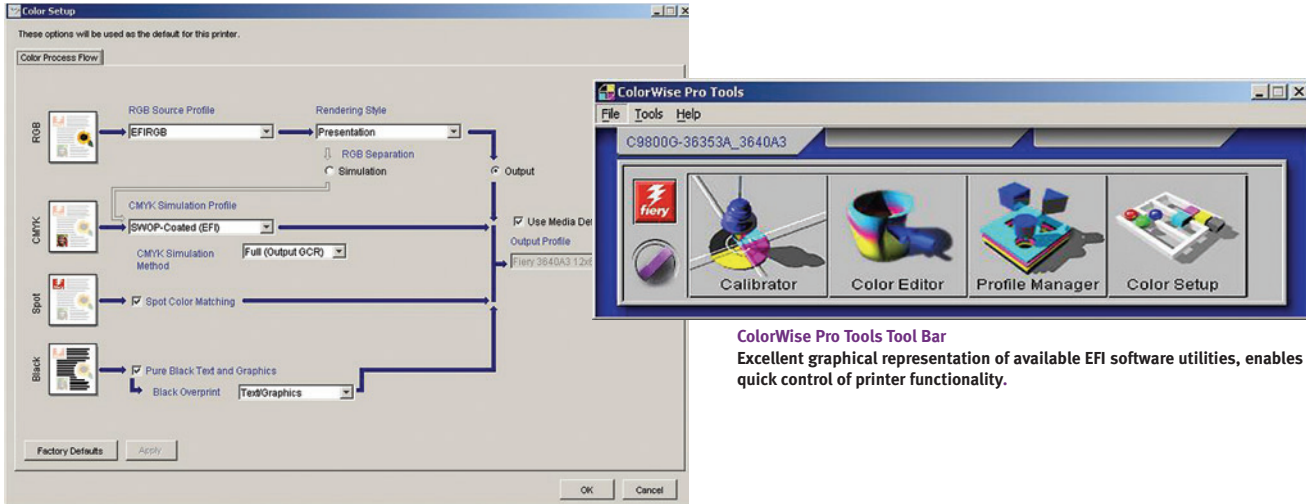 Color Setup
These options will be used as the default for this printer.
Color Process Flow
RGB
RGB Source Profile
EFIRGB
Rendering Style
Presentation
RGB Separation
Simulation
Output
CMYK
CMYK Simulation Profile
SWOP-Coated (EFI)
CMYK Simulation
Method
Full (Output GCR)
Use Media
Output Profile
Fiery 3640A3
Spot
Spot Color Matching
Black
Pure Black Text and Graphics
Black Overprint
Text/Graphics
Factory Defaults
Apply
OK
Cancel
ColorWise Pro Tools
File Tools Help
C9800G-36353A_3640A3
fiery
Calibrator
Color Editor
Profile Manager
Color Setup
ColorWise Pro Tools Tool Bar
Excellent graphical representation of available EFI software utilities, enables
quick control of printer functionality.